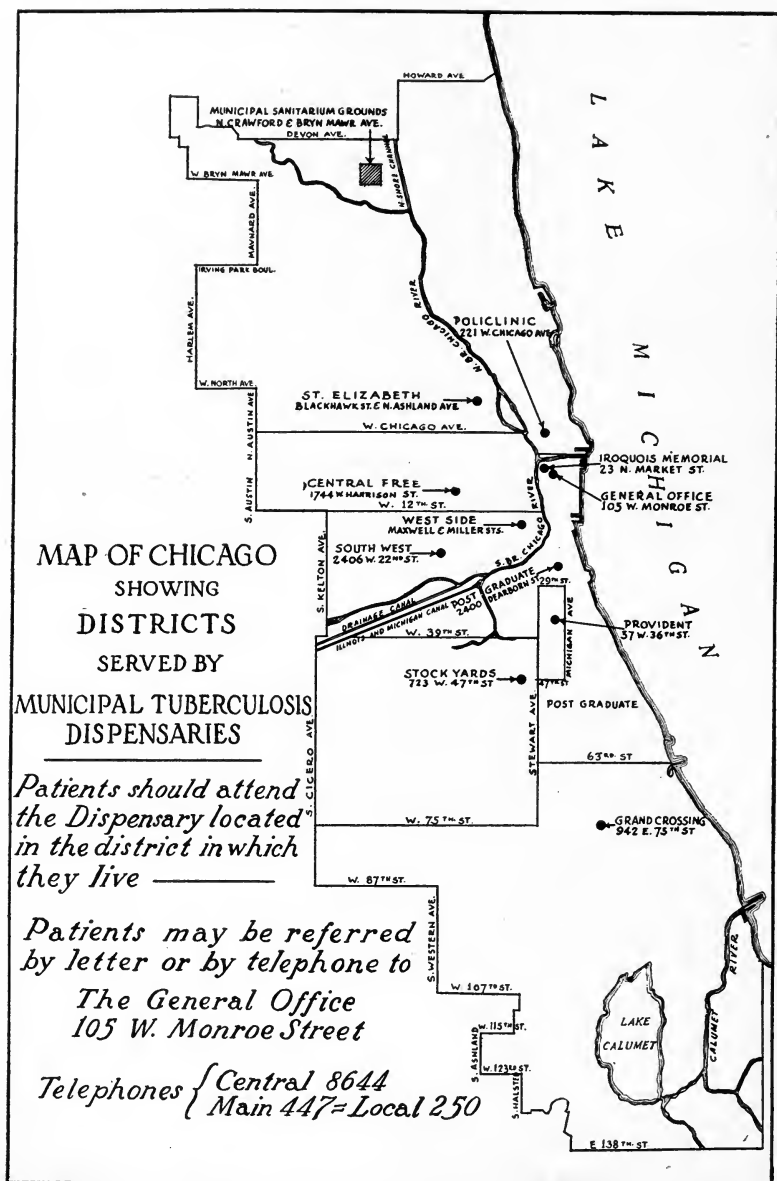 HOWARD AVE
MUNICIPAL SANITARIUM GROUNDS
N. CRAWFORD & BRYN MAWR AVE.
DEVON AVE.
N. SHORE CHANNEL
W. BRYN MAWR AVE
MAYNARD AVE.
IRVING PARK BOUL.
HARLEM AVE.
W. NORTH AVE.
N. BR. CHICAGO RIVER
LAKE MICHIGAN
POLICLINIC
221 W. CHICAGO AVE
ST. ELIZABETH
BLACKHAWK ST. & N. ASHLAND AVE
W. CHICAGO AVE.
N. AUSTIN AVE
S. AUSTIN
IROQUOIS MEMORIAL
23 N. MARKET ST.
GENERAL OFFICE
105 W. MONROE ST.
CENTRAL FREE
1744 W HARRISON ST.
W. 12TH ST.
WEST SIDE
MAXWELL & MILLER STS.
SOUTH WEST
2406 W. 22ND ST.
S. BR. CHICAGO RIVER
S. KELTON AVE.
DRAINAGE CANAL
ILLINOIS AND MICHIGAN CANAL
POST GRADUATE
2400 DEARBORN ST.
29TH ST.
MICHIGAN AVE
PROVIDENT
37 W. 36TH ST.
W. 39TH ST.
STOCK YARDS
723 W. 47TH ST
47TH ST
POST GRADUATE
STEWART AVE.
63RD. ST
S. CICERO AVE
W. 75TH. ST.
GRAND CROSSING
942 E. 75TH ST
W. 87TH ST.
S. WESTERN AVE.
W. 107TH ST.
W. 115TH ST.
S. ASHLAND
W. 123RD ST.
S. HALSTED
LAKE
CALUMET
CALUMET RIVER
E 138TH. ST
MAP OF CHICAGO
SHOWING
DISTRICTS
SERVED BY
MUNICIPAL TUBERCULOSIS
DISPENSARIES
Patients should attend
the Dispensary located
in the district in which
they live
Patients may be referred
by letter or by telephone to
The General Office
105 W. Monroe Street
Telephones { Central 8644
Main 447 = Local 250